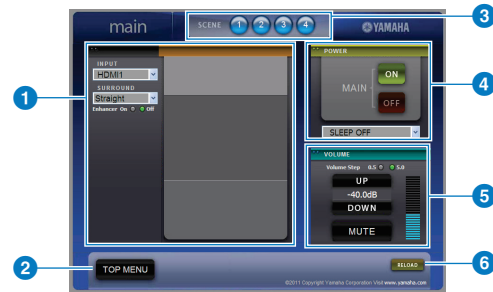 main
SCENE 1 2 3 4
YAMAHA
3
1
INPUT
HDMI1
SURROUND
Straight
Enhancer On Off
POWER
MAIN
ON
OFF
4
SLEEP OFF
VOLUME
Volume Step 0.5 5.0
UP
-40.0dB
DOWN
MUTE
5
2
TOP MENU
RELOAD
6
©2011 Copyright Yamaha Corporation Visit www.yamaha.com